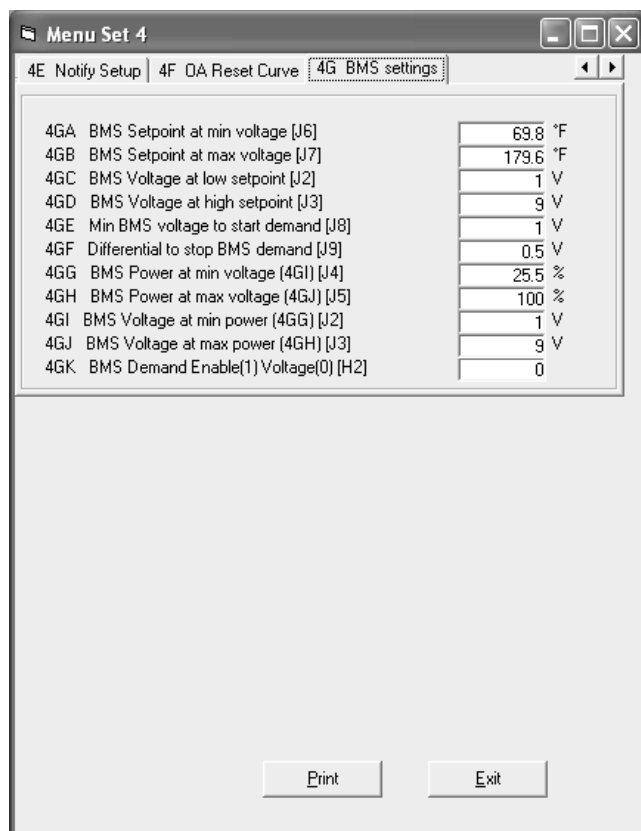 Menu Set 4
4E Notify Setup 4F OA Reset Curve 4G BMS settings
4GA BMS Setpoint at min voltage [J6] 69.8 °F
4GB BMS Setpoint at max voltage [J7] 179.6 °F
4GC BMS Voltage at low setpoint [J2] 1 V
4GD BMS Voltage at high setpoint [J3] 9 V
4GE Min BMS voltage to start demand [J8] 1 V
4GF Differential to stop BMS demand [J9] 0.5 V
4GG BMS Power at min voltage (4GI) [J4] 25.5 %
4GH BMS Power at max voltage (4GJ) [J5] 100 %
4GI BMS Voltage at min power (4GG) [J2] 1 V
4GJ BMS Voltage at max power (4GH) [J3] 9 V
4GK BMS Demand Enable(1) Voltage(0) [H2] 0
Print Exit